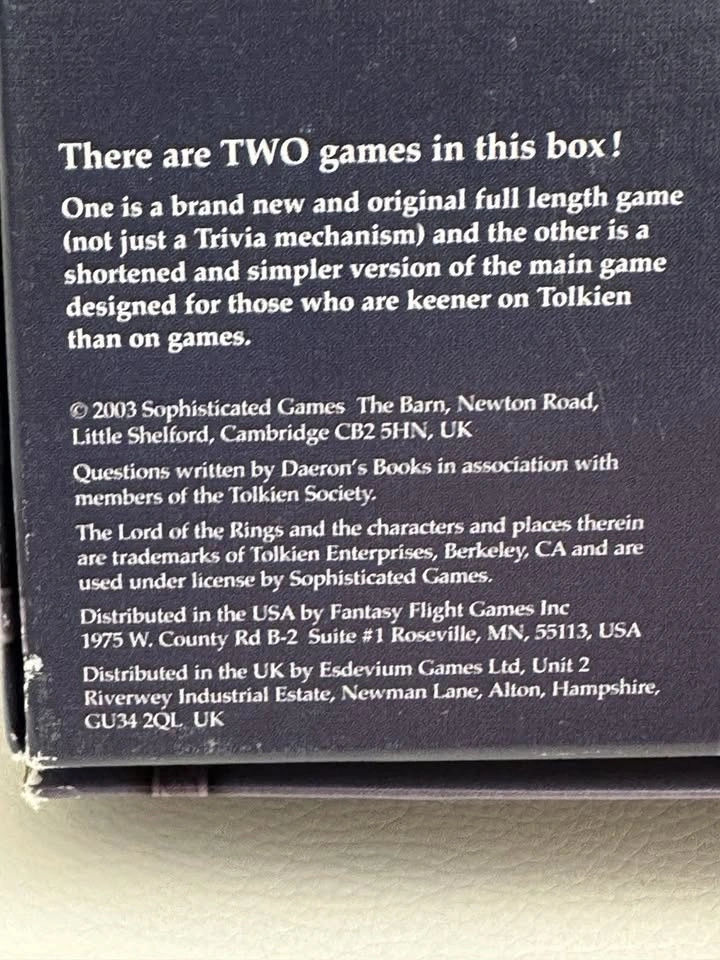 There are TWO games in this box!
One is a brand new and original full length game
(not just a Trivia mechanism) and the other is a
shortened and simpler version of the main game
designed for those who are keener on Tolkien
than on games.
© 2003 Sophisticated Games The Barn, Newton Road,
Little Shelford, Cambridge CB2 5HN, UK
Questions written by Daeron's Books in association with
members of the Tolkien Society.
The Lord of the Rings and the characters and places therein
are trademarks of Tolkien Enterprises, Berkeley, CA and are
used under license by Sophisticated Games.
Distributed in the USA by Fantasy Flight Games Inc
1975 W. County Rd B-2 Suite #1 Roseville, MN, 55113, USA
Distributed in the UK by Esdevium Games Ltd, Unit 2
Riverwey Industrial Estate, Newman Lane, Alton, Hampshire,
GU34 2QL UK